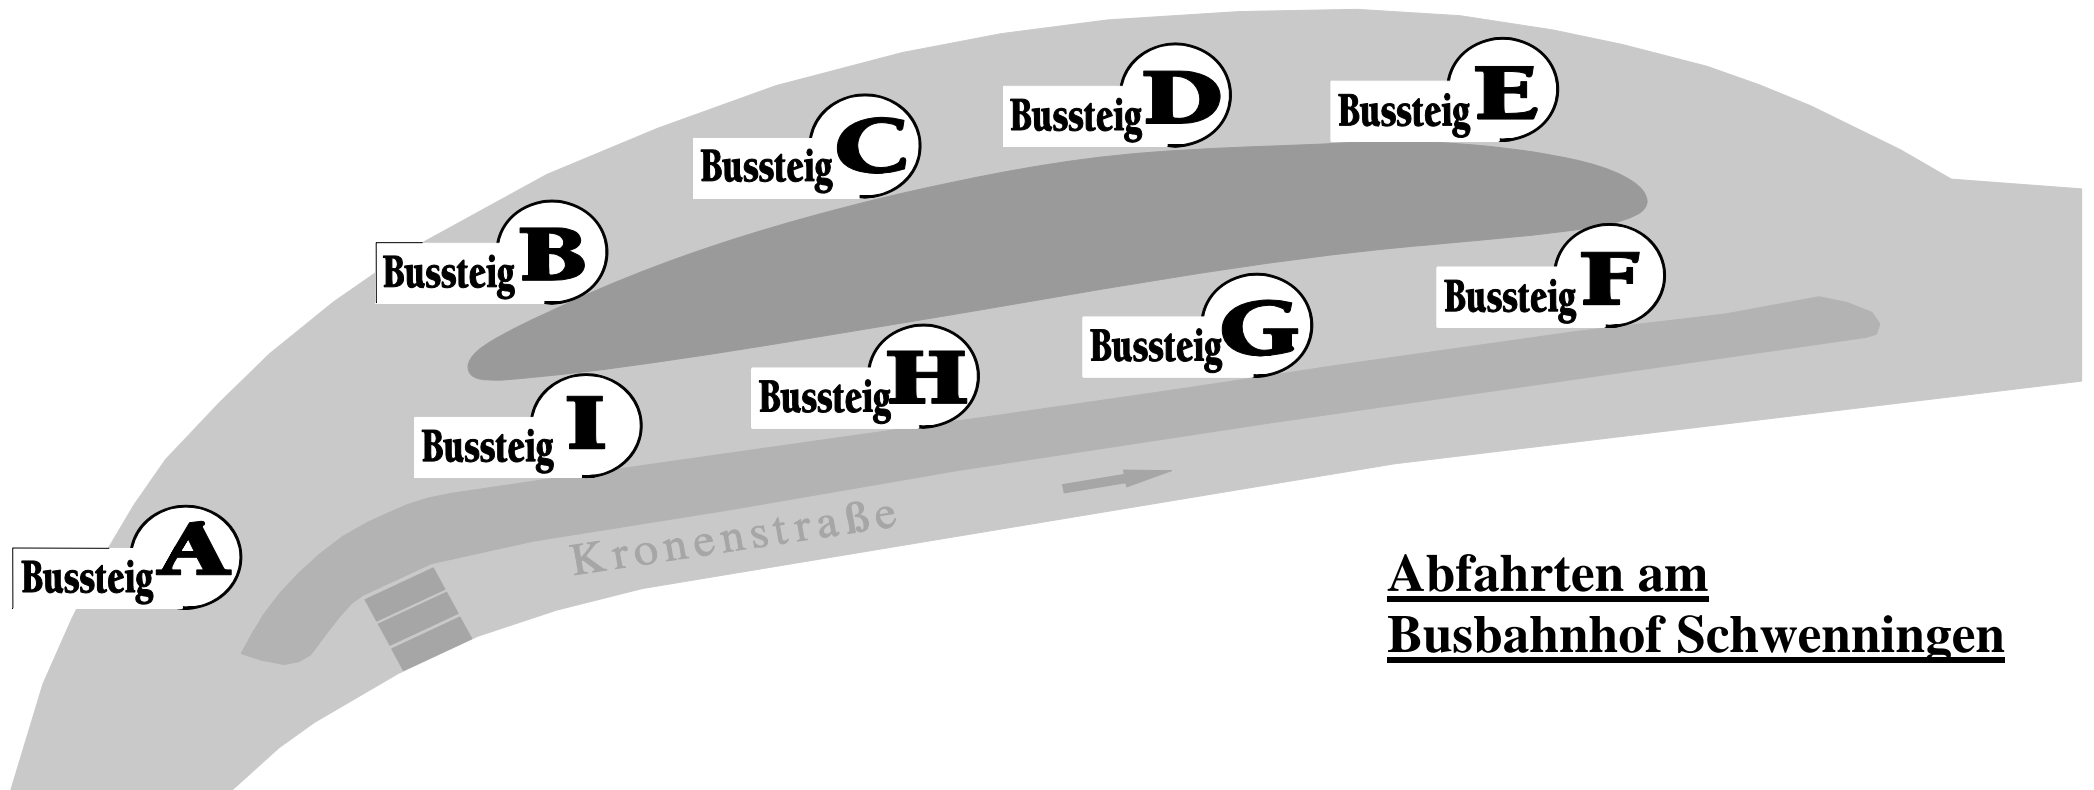 Bussteig E
Bussteig D
Bussteig C
Bussteig B
Bussteig F
Bussteig G
Bussteig H
Bussteig I
Bussteig A
Kronenstraße
Abfahrten am
Busbahnhof Schwenningen